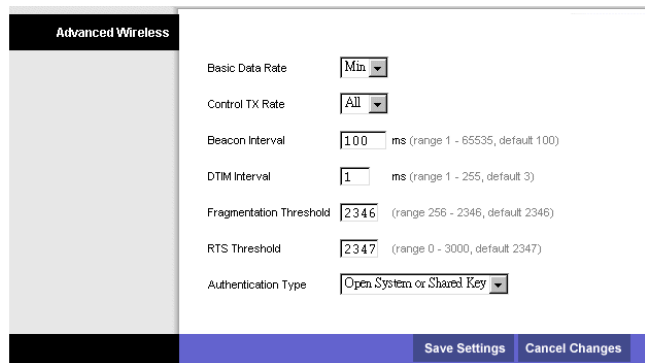 Advanced Wireless
Basic Data Rate Min
Control TX Rate All
Beacon Interval 100 ms (range 1 - 65535, default 100)
DTIM Interval 1 ms (range 1 - 255, default 3)
Fragmentation Threshold 2346 (range 256 - 2346, default 2346)
RTS Threshold 2347 (range 0 - 3000, default 2347)
Authentication Type Open System or Shared Key
Save Settings Cancel Changes